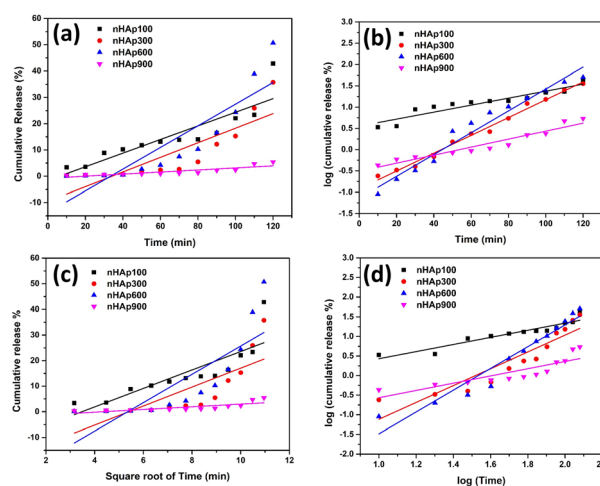 (a)
nHAp100
nHAp300
nHAp600
nHAp900
Cumulative Release (%)
60
50
40
30
20
10
0
-10
0 20 40 60 80 100 120
Time (min)
(b)
nHAp100
nHAp300
nHAp600
nHAp900
log (cumulative release %)
2.5
2.0
1.5
1.0
0.5
0.0
-0.5
-1.0
-1.5
0 20 40 60 80 100 120
Time (min)
(c)
nHAp100
nHAp300
nHAp600
nHAp900
Cumulative release %
60
50
40
30
20
10
0
-10
3 4 5 6 7 8 9 10 11 12
Square root of Time (min)
(d)
nHAp100
nHAp300
nHAp600
nHAp900
log (cumulative release %)
3.0
2.5
2.0
1.5
1.0
0.5
0.0
-0.5
-1.0
-1.5
-2.0
1.0 1.2 1.4 1.6 1.8 2.0 2.2
log (Time)